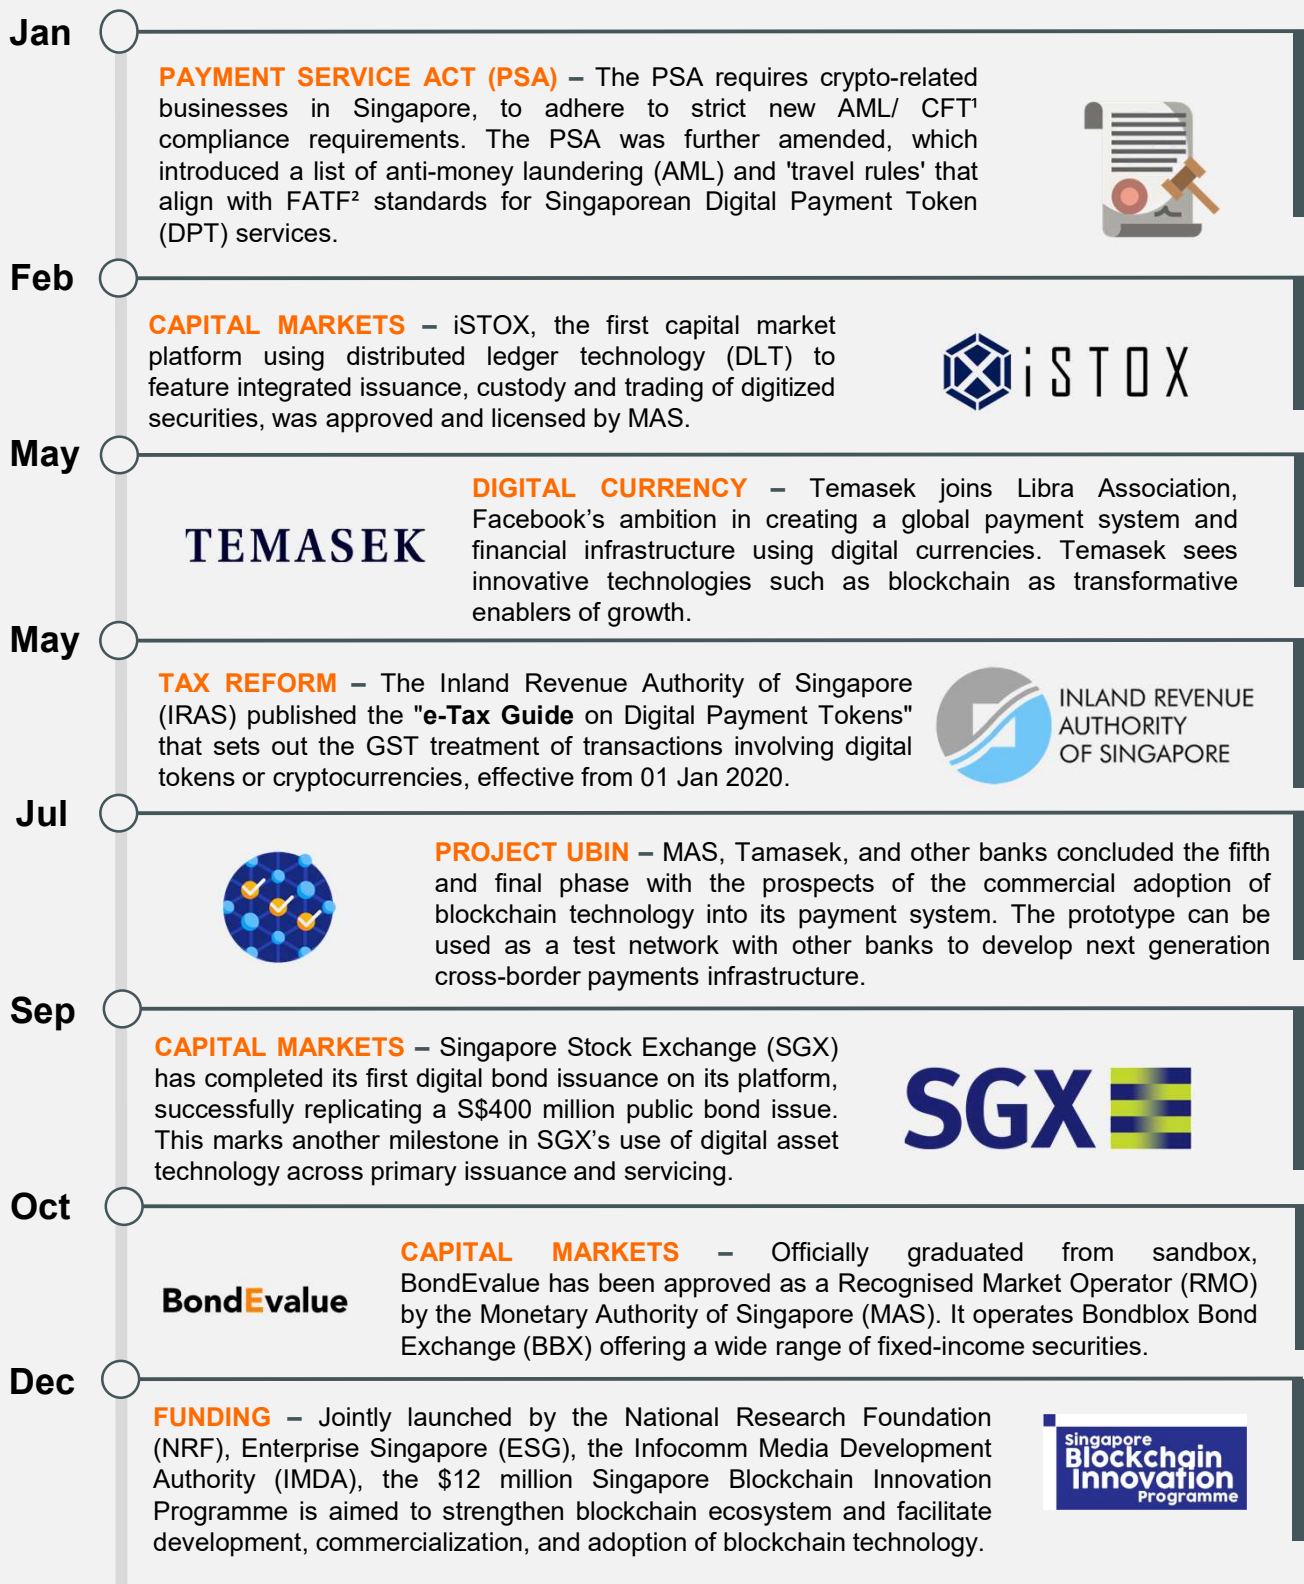 Jan
PAYMENT SERVICE ACT (PSA) – The PSA requires crypto-related
businesses in Singapore, to adhere to strict new AML/ CFT¹
compliance requirements. The PSA was further amended, which
introduced a list of anti-money laundering (AML) and 'travel rules' that
align with FATF² standards for Singaporean Digital Payment Token
(DPT) services.
Feb
CAPITAL MARKETS – iSTOX, the first capital market
platform using distributed ledger technology (DLT) to
feature integrated issuance, custody and trading of digitized
securities, was approved and licensed by MAS.
iSTOX
May
TEMASEK
DIGITAL CURRENCY – Temasek joins Libra Association,
Facebook's ambition in creating a global payment system and
financial infrastructure using digital currencies. Temasek sees
innovative technologies such as blockchain as transformative
enablers of growth.
May
TAX REFORM – The Inland Revenue Authority of Singapore
(IRAS) published the "e-Tax Guide on Digital Payment Tokens"
that sets out the GST treatment of transactions involving digital
tokens or cryptocurrencies, effective from 01 Jan 2020.
INLAND REVENUE
AUTHORITY
OF SINGAPORE
Jul
PROJECT UBIN – MAS, Tamasek, and other banks concluded the fifth
and final phase with the prospects of the commercial adoption of
blockchain technology into its payment system. The prototype can be
used as a test network with other banks to develop next generation
cross-border payments infrastructure.
Sep
CAPITAL MARKETS – Singapore Stock Exchange (SGX)
has completed its first digital bond issuance on its platform,
successfully replicating a S$400 million public bond issue.
This marks another milestone in SGX's use of digital asset
technology across primary issuance and servicing.
SGX
Oct
BondEvalue
CAPITAL MARKETS – Officially graduated from sandbox,
BondEvalue has been approved as a Recognised Market Operator (RMO)
by the Monetary Authority of Singapore (MAS). It operates Bondblox Bond
Exchange (BBX) offering a wide range of fixed-income securities.
Dec
FUNDING – Jointly launched by the National Research Foundation
(NRF), Enterprise Singapore (ESG), the Infocomm Media Development
Authority (IMDA), the $12 million Singapore Blockchain Innovation
Programme is aimed to strengthen blockchain ecosystem and facilitate
development, commercialization, and adoption of blockchain technology.
Singapore
Blockchain
Innovation
Programme